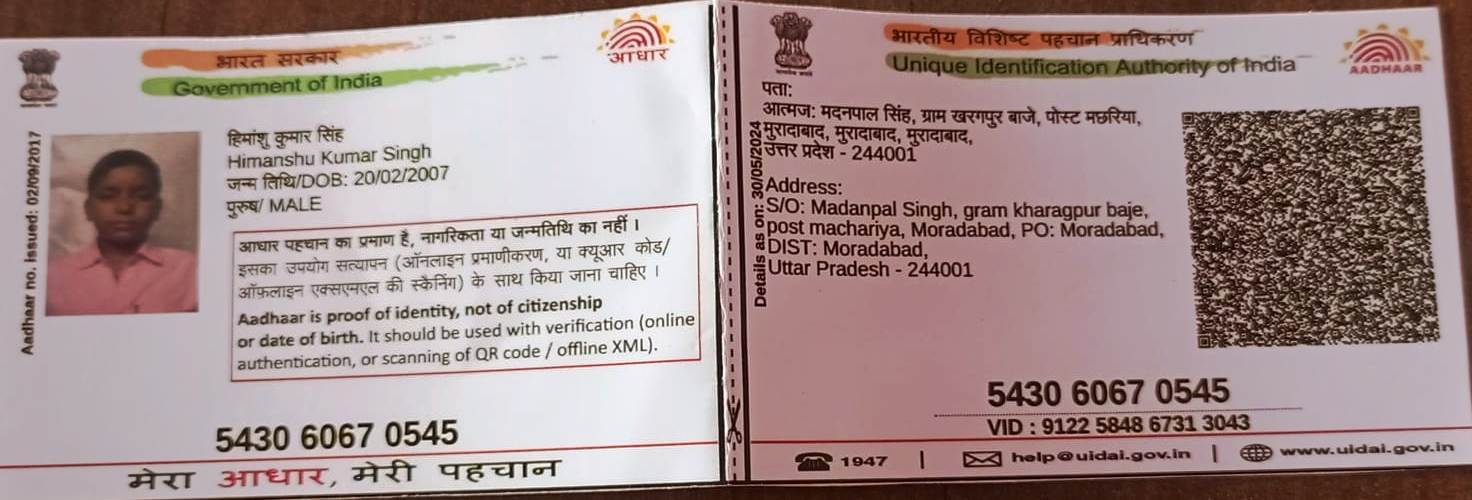 भारत सरकार
Government of India
आधार
Aadhaar no. issued: 02/09/2017
हिमांशु कुमार सिंह
Himanshu Kumar Singh
जन्म तिथि/DOB: 20/02/2007
पुरुष/ MALE
आधार पहचान का प्रमाण है, नागरिकता या जन्मतिथि का नहीं ।
इसका उपयोग सत्यापन (ऑनलाइन प्रमाणीकरण, या क्यूआर कोड/
ऑफ़लाइन एक्सएमएल की स्कैनिंग) के साथ किया जाना चाहिए ।
Aadhaar is proof of identity, not of citizenship
or date of birth. It should be used with verification (online
authentication, or scanning of QR code / offline XML).
5430 6067 0545
मेरा आधार, मेरी पहचान
भारतीय विशिष्ट पहचान प्राधिकरण
Unique Identification Authority of India
AADHAAR
Details as on: 30/05/2024
पता:
आत्मज: मदनपाल सिंह, ग्राम खरगपुर बाजे, पोस्ट मछरिया,
मुरादाबाद, मुरादाबाद, मुरादाबाद,
उत्तर प्रदेश - 244001
Address:
S/O: Madanpal Singh, gram kharagpur baje,
post machariya, Moradabad, PO: Moradabad,
DIST: Moradabad,
Uttar Pradesh - 244001
5430 6067 0545
VID : 9122 5848 6731 3043
1947 | help@uidai.gov.in | www.uidai.gov.in